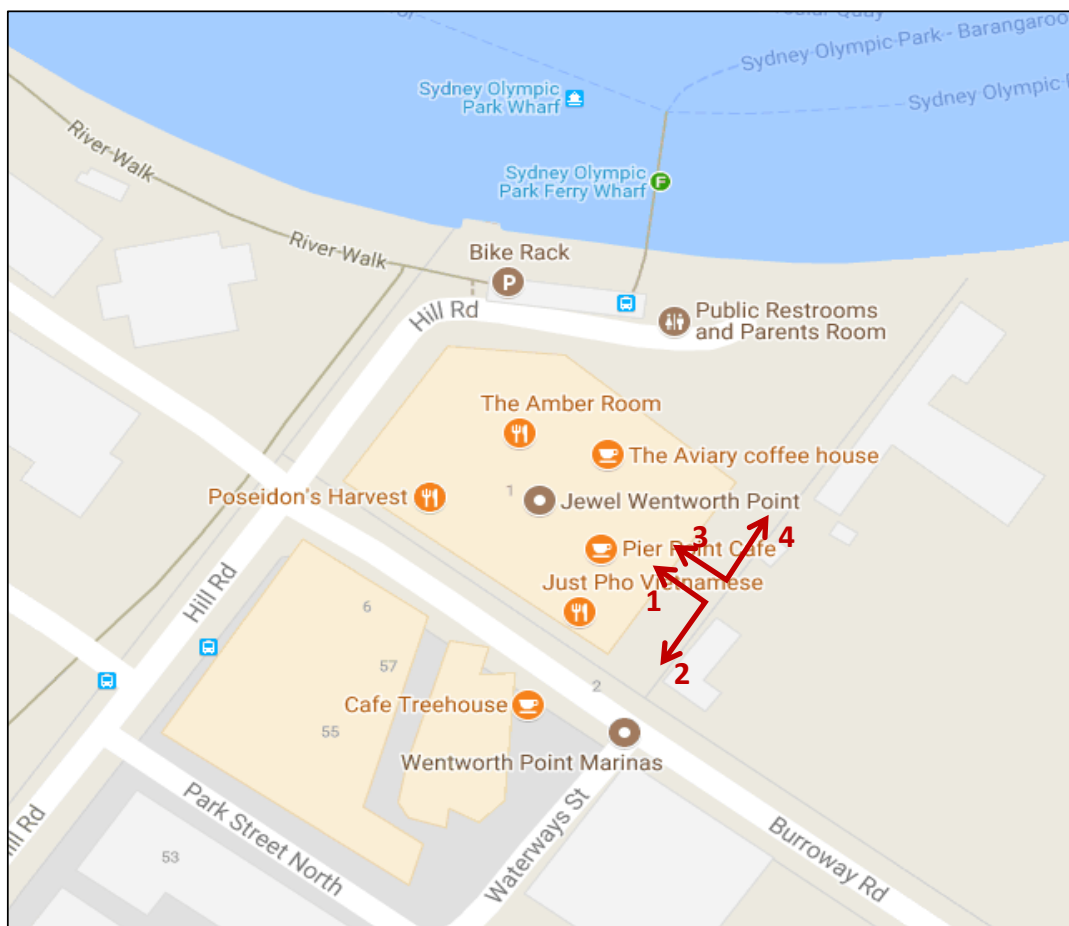 Sydney Olympic Park - Barangaroo
Sydney Olympic
Park Wharf
Sydney Olympic
River Walk
Sydney Olympic
Park Ferry Wharf
F
River Walk
Bike Rack
P
Hill Rd
Public Restrooms
and Parents Room
The Amber Room
The Aviary coffee house
Poseidon's Harvest
1
Jewel Wentworth Point
3
4
Pier Point Cafe
Just Pho Vietnamese
1
Hill Rd
6
57
2
2
Cafe Treehouse
55
Wentworth Point Marinas
Park Street North
Waterways St
Burroway Rd
Hill Rd
53